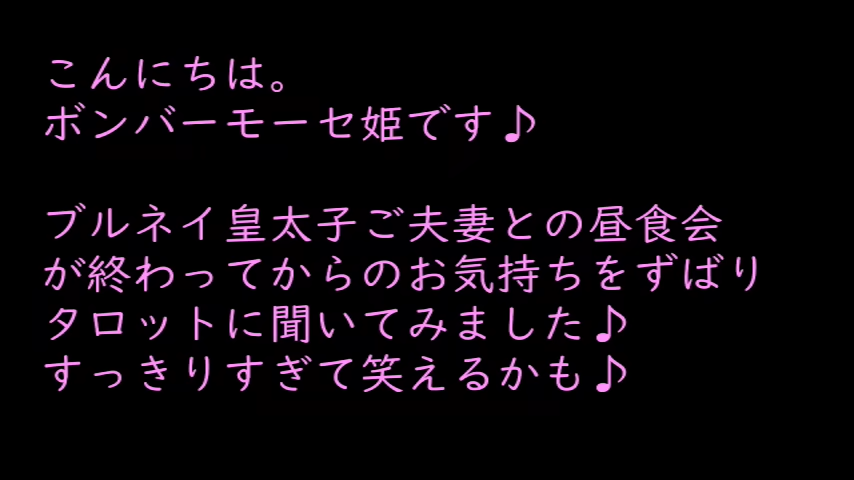 こんにちは。
ボンバーモーセ姫です♪
ブルネイ皇太子ご夫妻との昼食会
が終わってからのお気持ちをずばり
タロットに聞いてみました♪
すっきりすぎて笑えるかも♪